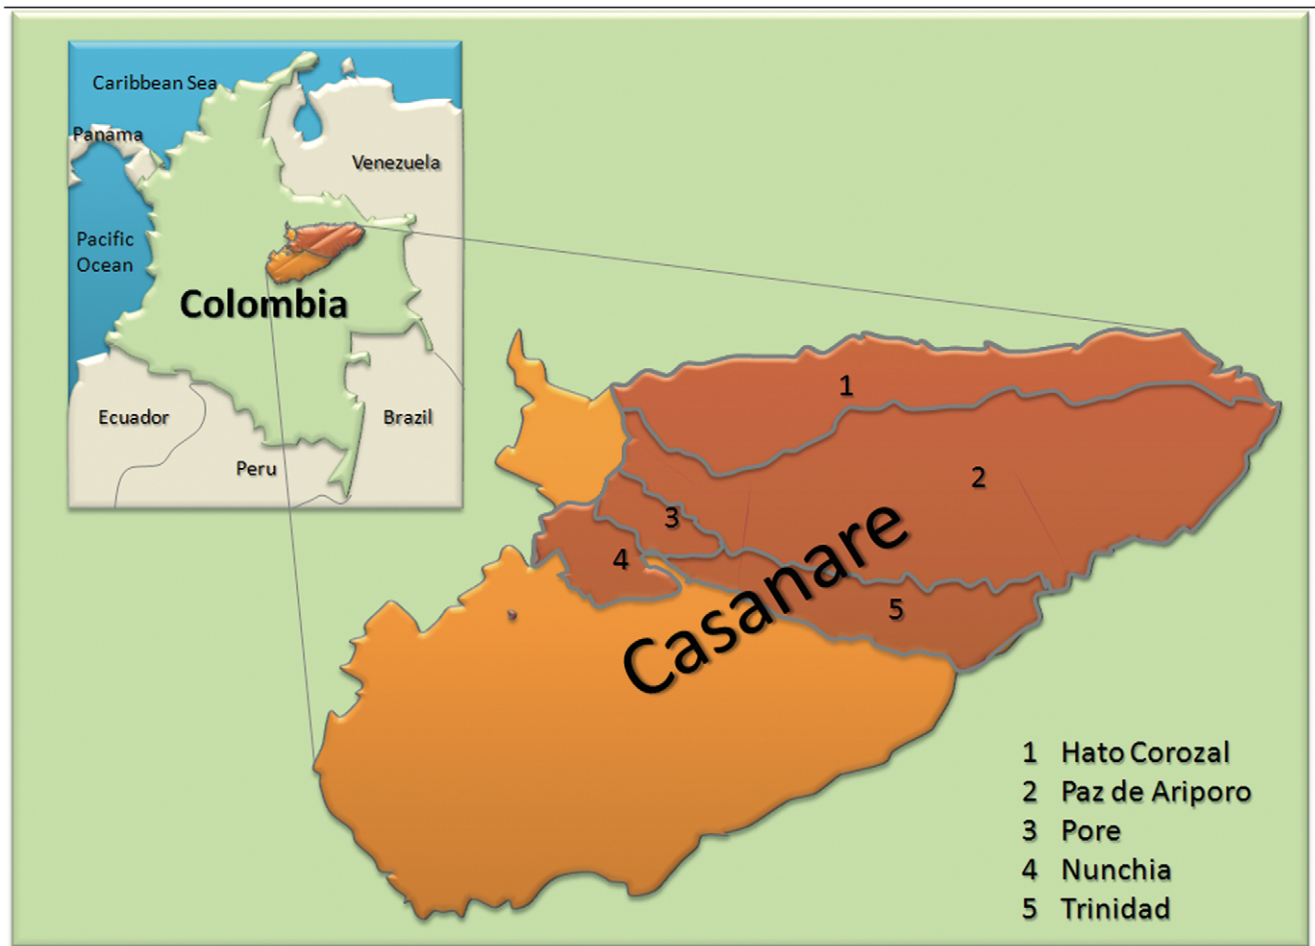 Caribbean Sea
Panama
Venezuela
Pacific
Ocean
Colombia
Ecuador
Brazil
Peru
1
2
3
4
5
Casanare
1 Hato Corozal
2 Paz de Ariporo
3 Pore
4 Nunchia
5 Trinidad